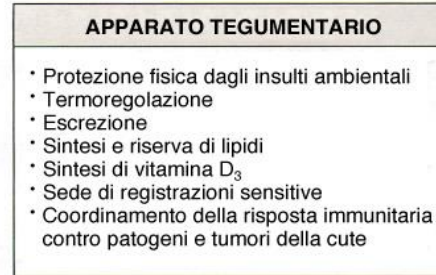 APPARATO TEGUMENTARIO
• Protezione fisica dagli insulti ambientali
• Termoregolazione
• Escrezione
• Sintesi e riserva di lipidi
• Sintesi di vitamina D₃
• Sede di registrazioni sensitive
• Coordinamento della risposta immunitaria
contro patogeni e tumori della cute